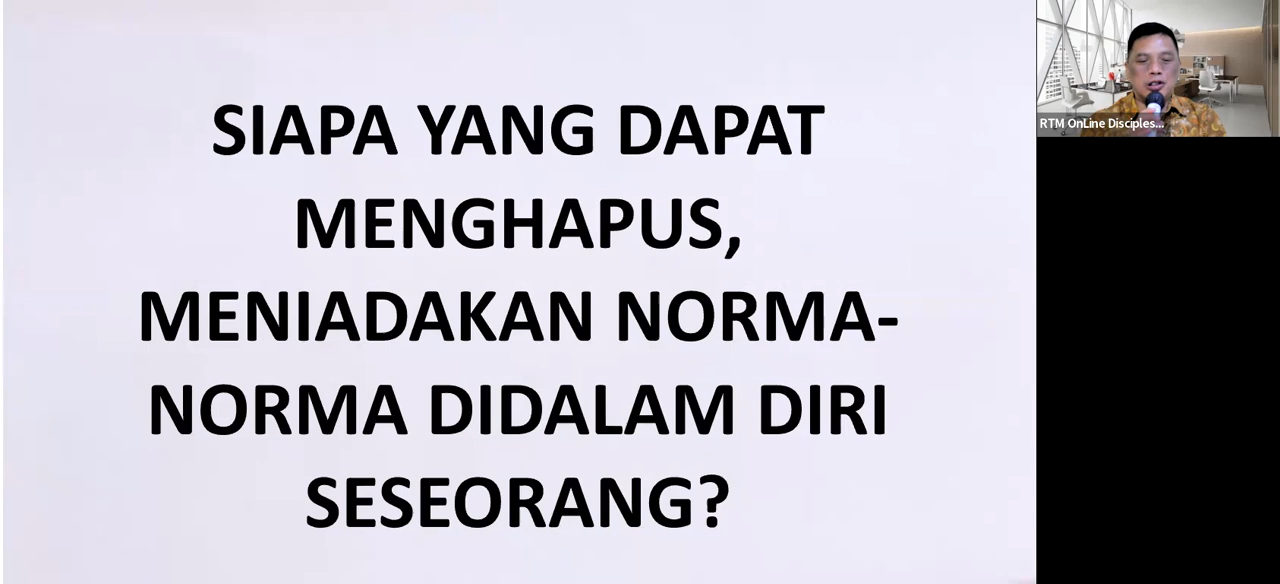 SIAPA YANG DAPAT
MENGHAPUS,
MENIADAKAN NORMA-
NORMA DIDALAM DIRI
SESEORANG?
RTM OnLine Disciples...